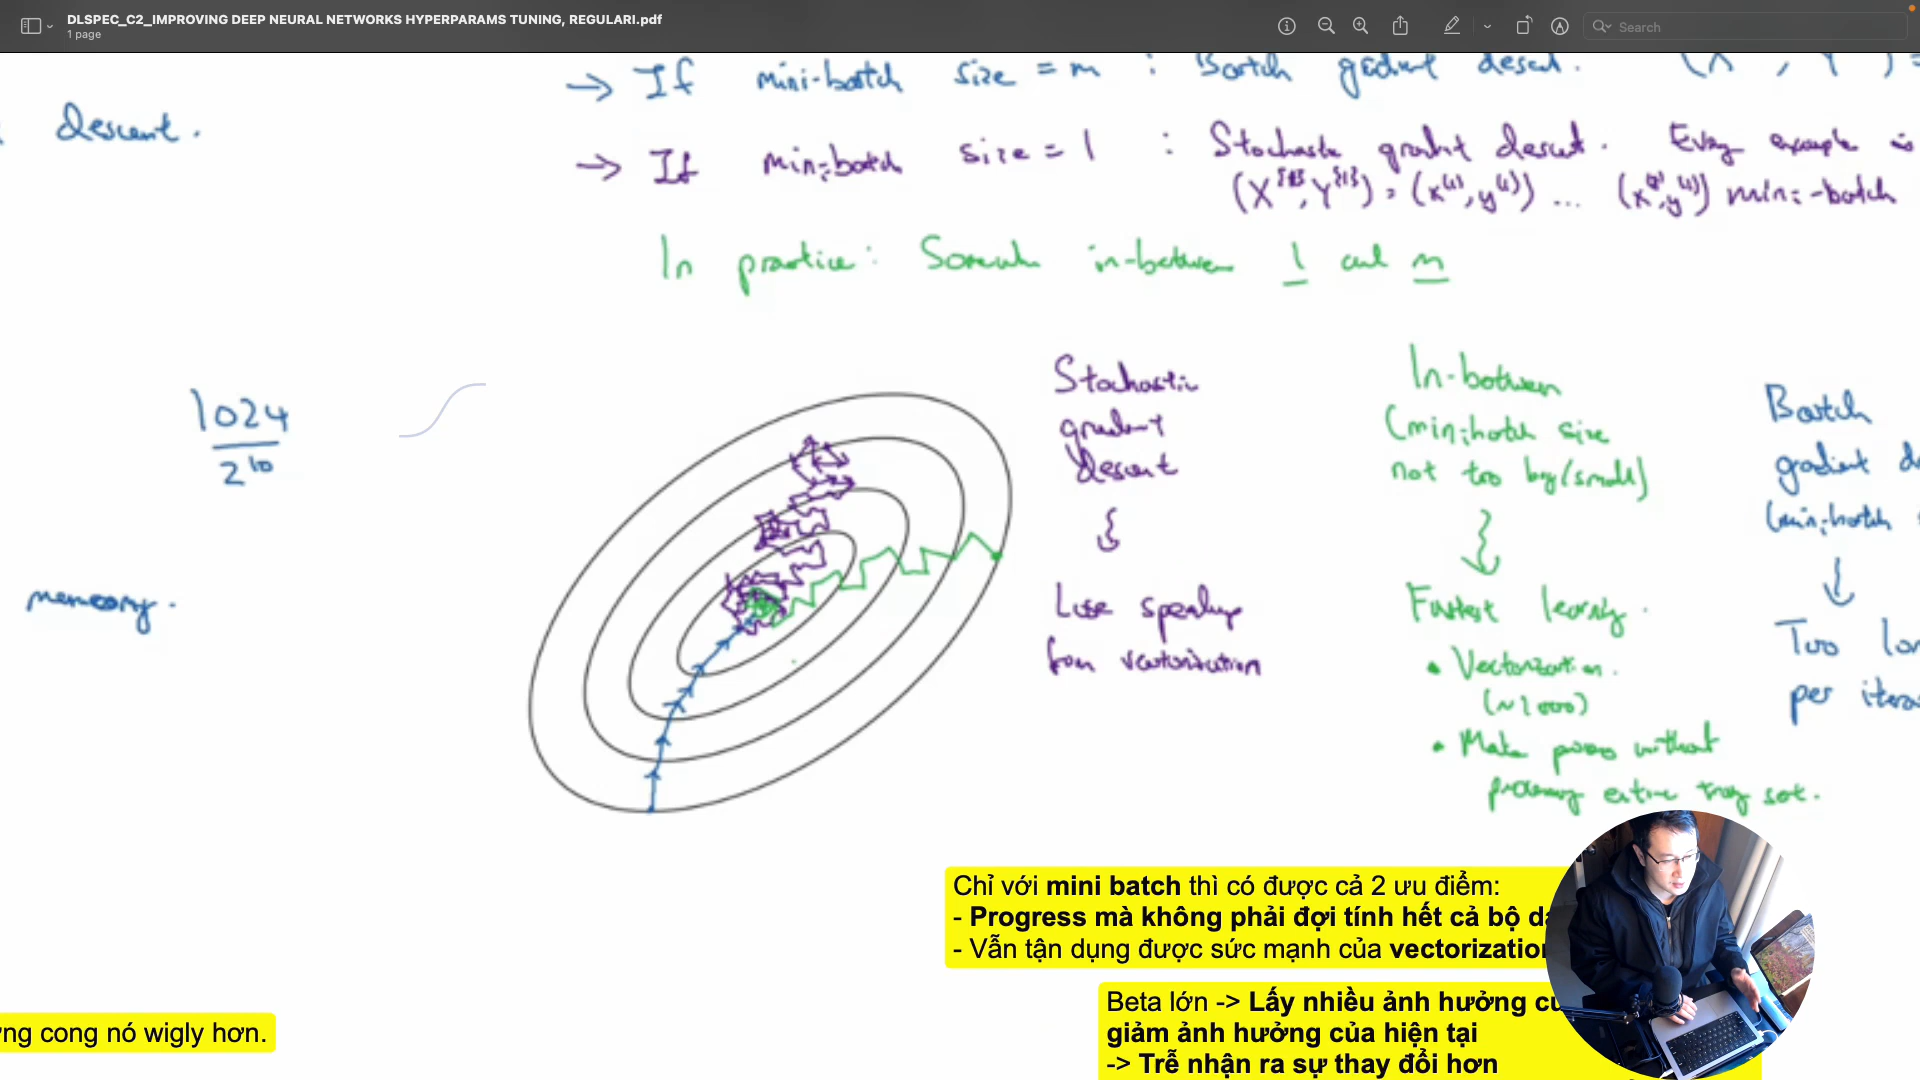 DLSPEC_C2_IMPROVING DEEP NEURAL NETWORKS HYPERPARAMS TUNING, REGULARI.pdf
1 page
Search
→ If mini-batch size = m : Batch gradient descent.
descent.
→ If mini-batch size = 1 : Stochastic gradient descent. Every example is
(X{1}, Y{1}) = (x(1), y(1)) ... mini-batch
In practice: Somewhere in-between 1 and m
1024
2^10
memory.
Stochastic
gradient
descent
Lose speedup
from vectorization
In-between
(mini-batch size
not too big/small)
Fastest learning.
• Vectorization.
(~1000)
• Make progress without
processing entire training set.
Batch
gradient
(mini-batch
Too
per
Chỉ với mini batch thì có được cả 2 ưu điểm:
- Progress mà không phải đợi tính hết cả bộ
- Vẫn tận dụng được sức mạnh của vectorization
Beta lớn -> Lấy nhiều ảnh hưởng
giảm ảnh hưởng của hiện tại
-> Trễ nhận ra sự thay đổi hơn
cong nó wigly hơn.